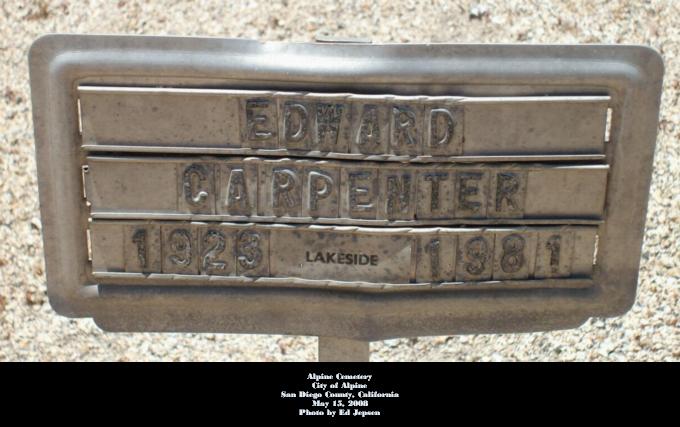 EDWARD
CARPENTER
1923 LAKESIDE 1981
Alpine Cemetery
City of Alpine
San Diego County, California
May 15, 2008
Photo by Ed Jepsen